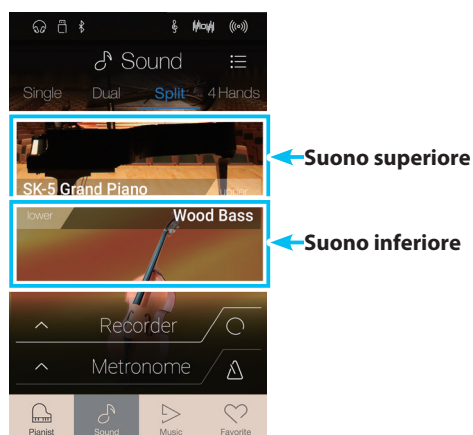 Sound
Single Dual Split 4 Hands
SK-5 Grand Piano upper
Suono superiore
lower Wood Bass
Suono inferiore
Recorder
Metronome
Pianist Sound Music Favorite